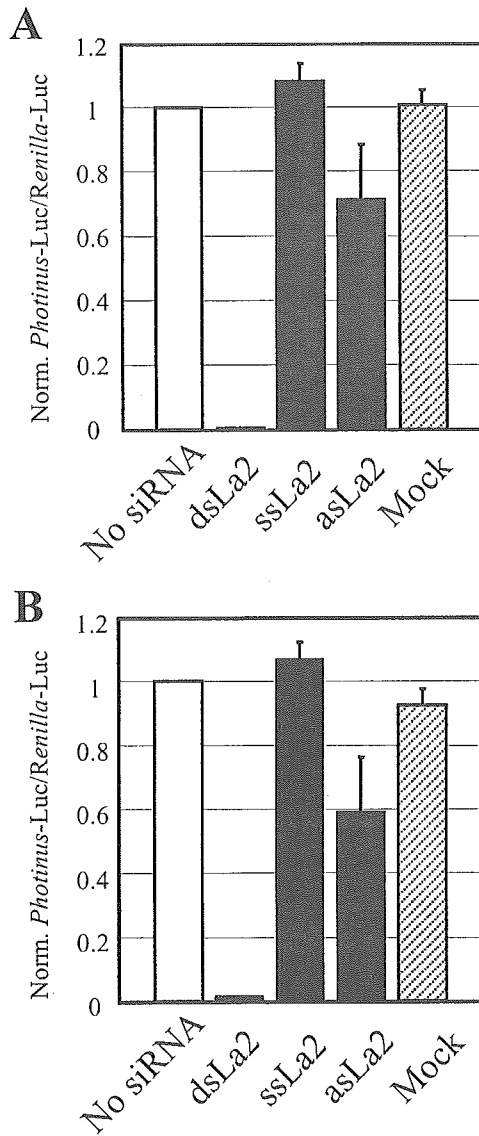 A
Norm. Photinus-Luc/Renilla-Luc
1.2
1
0.8
0.6
0.4
0.2
0
No siRNA
dsLa2
ssLa2
asLa2
Mock
B
Norm. Photinus-Luc/Renilla-Luc
1.2
1
0.8
0.6
0.4
0.2
0
No siRNA
dsLa2
ssLa2
asLa2
Mock